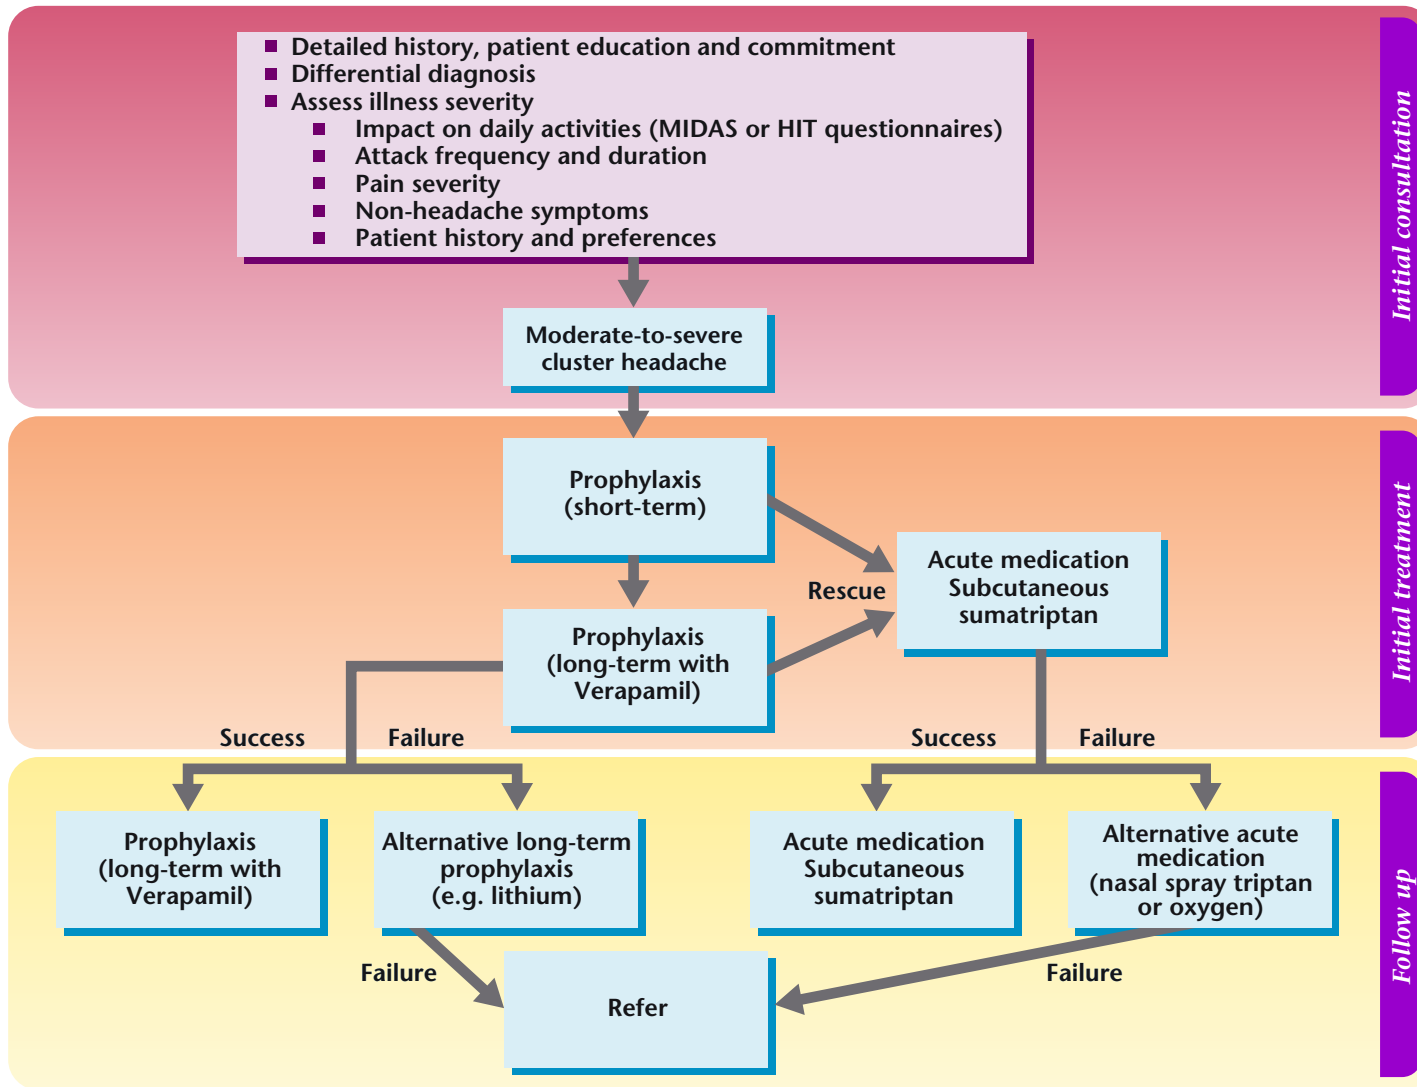 Detailed history, patient education and commitment
Differential diagnosis
Assess illness severity
Impact on daily activities (MIDAS or HIT questionnaires)
Attack frequency and duration
Pain severity
Non-headache symptoms
Patient history and preferences
Initial consultation
Moderate-to-severe
cluster headache
Prophylaxis
(short-term)
Acute medication
Subcutaneous
sumatriptan
Rescue
Prophylaxis
(long-term with
Verapamil)
Initial treatment
Success
Failure
Success
Failure
Prophylaxis
(long-term with
Verapamil)
Alternative long-term
prophylaxis
(e.g. lithium)
Acute medication
Subcutaneous
sumatriptan
Alternative acute
medication
(nasal spray triptan
or oxygen)
Follow up
Failure
Failure
Refer